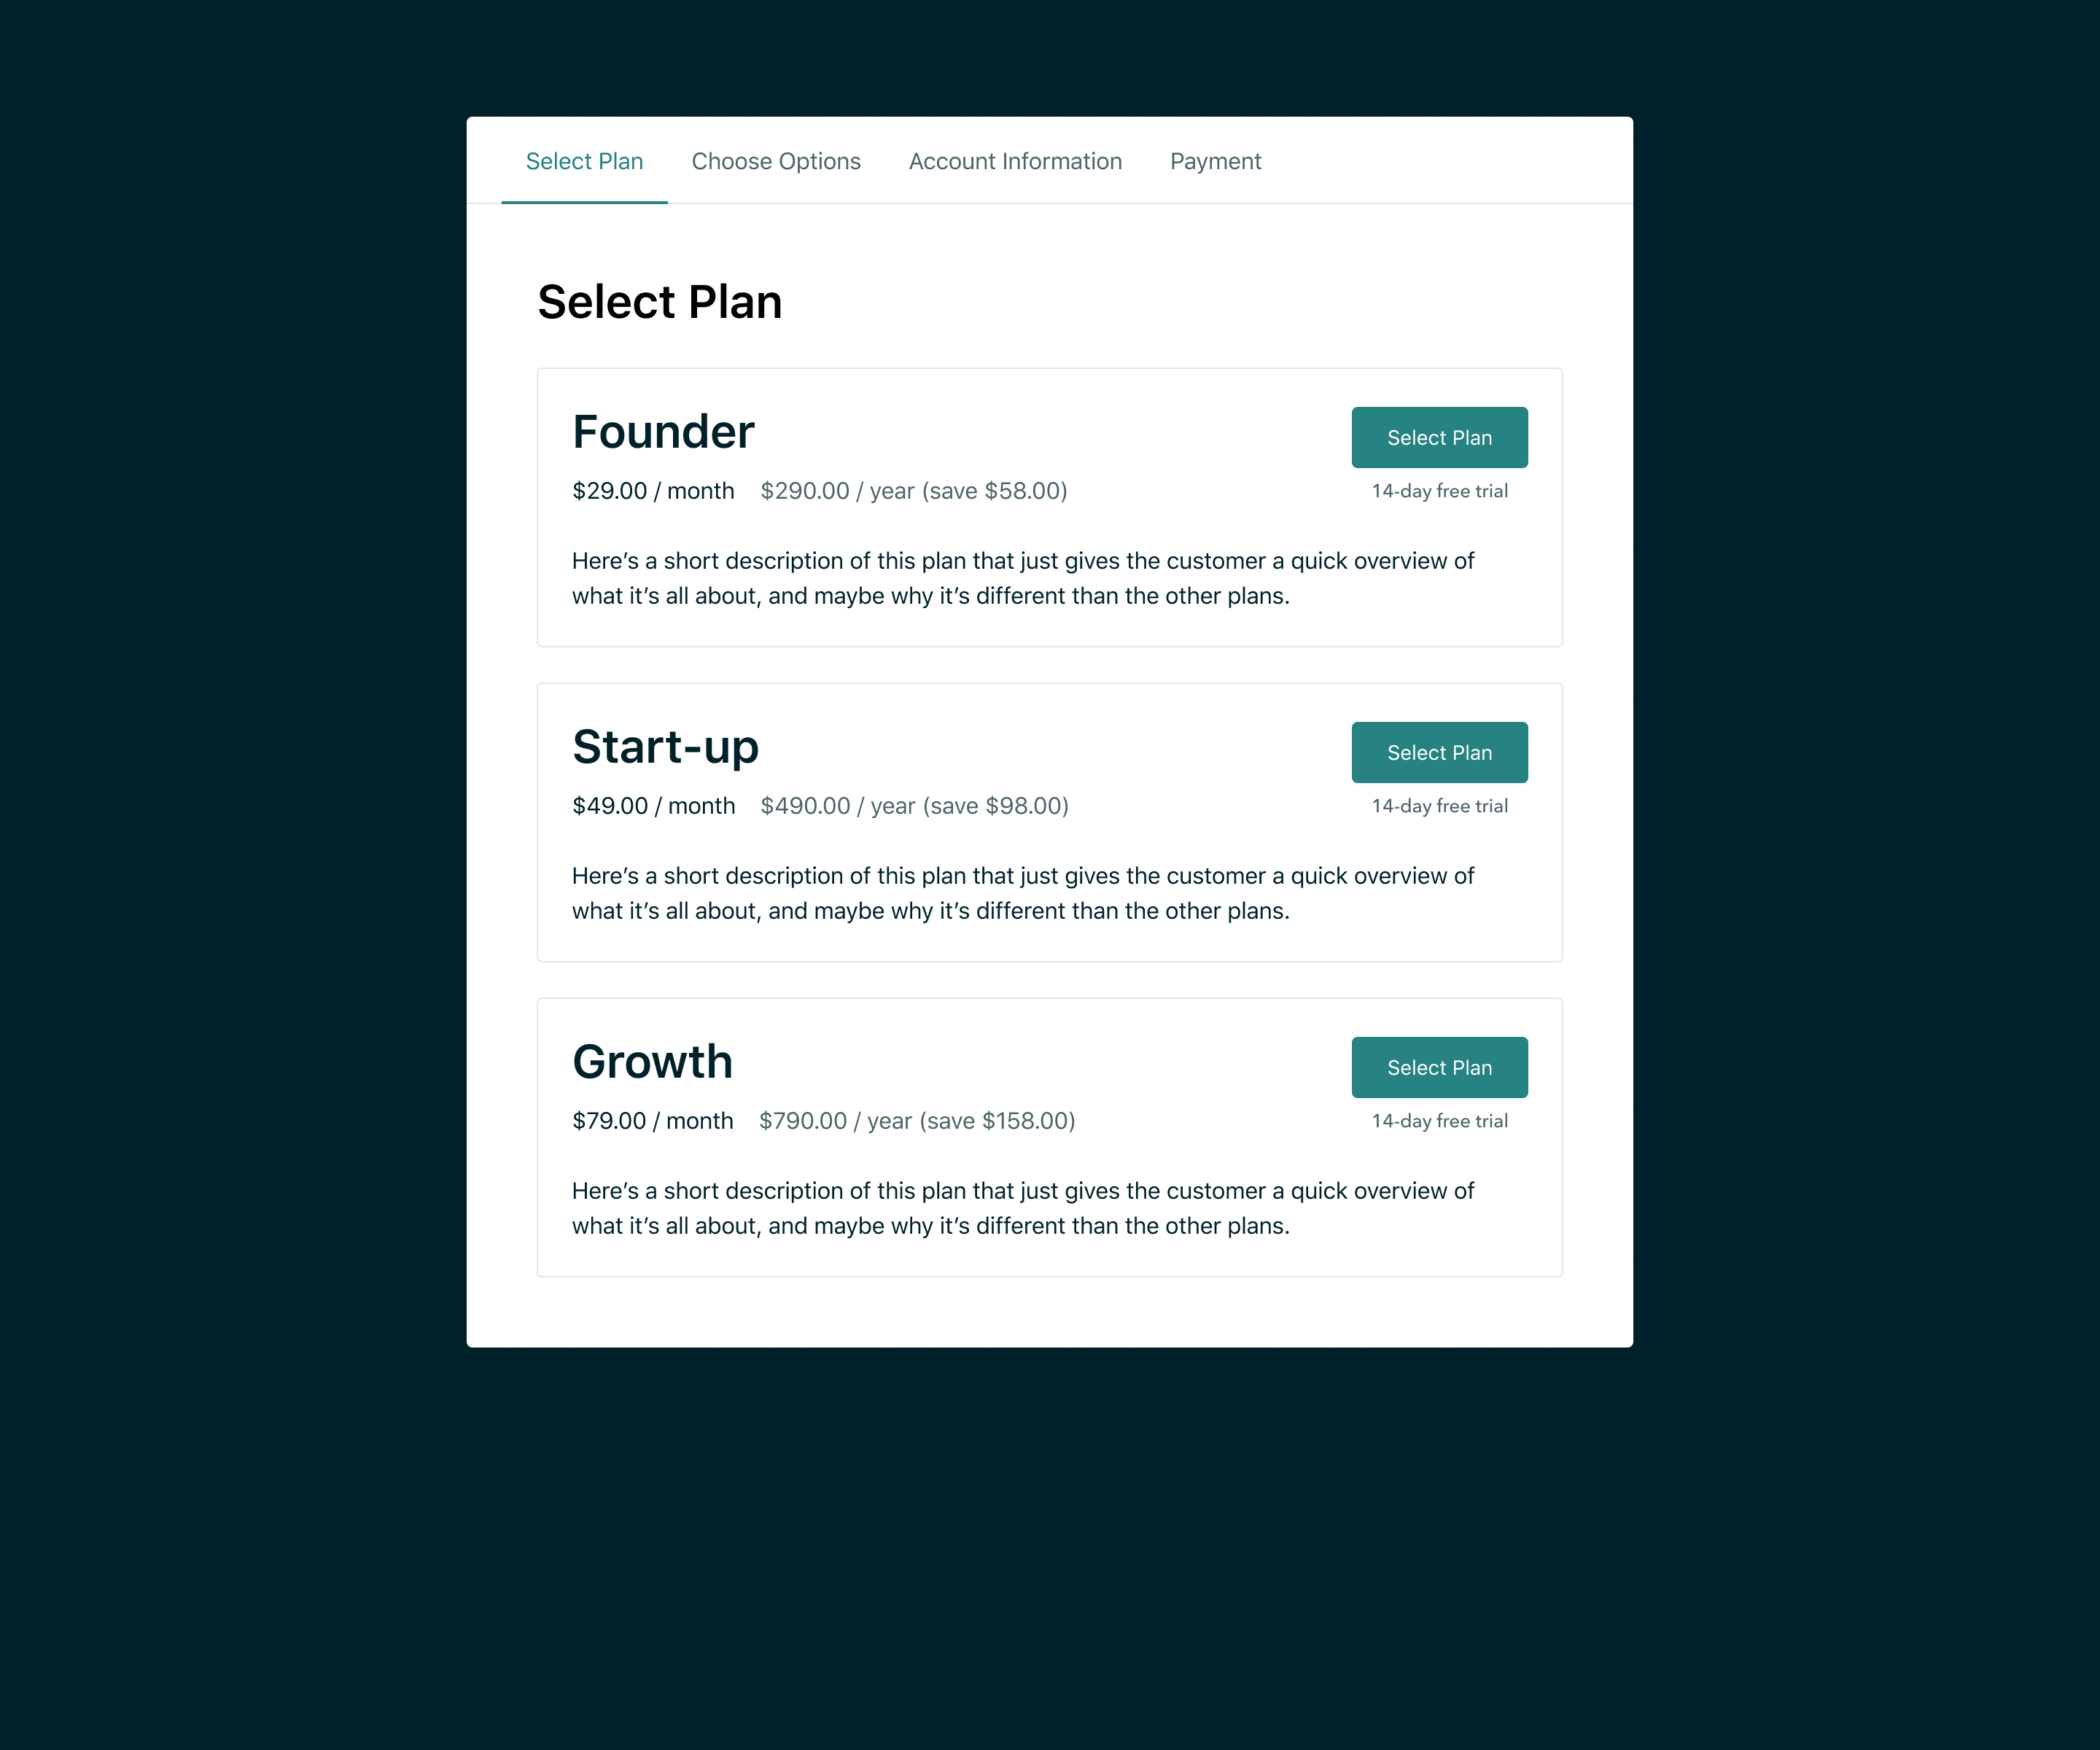 Select Plan Choose Options Account Information Payment
Select Plan
Founder
Select Plan
$29.00 / month $290.00 / year (save $58.00)
14-day free trial
Here’s a short description of this plan that just gives the customer a quick overview of
what it’s all about, and maybe why it’s different than the other plans.
Start-up
Select Plan
$49.00 / month $490.00 / year (save $98.00)
14-day free trial
Here’s a short description of this plan that just gives the customer a quick overview of
what it’s all about, and maybe why it’s different than the other plans.
Growth
Select Plan
$79.00 / month $790.00 / year (save $158.00)
14-day free trial
Here’s a short description of this plan that just gives the customer a quick overview of
what it’s all about, and maybe why it’s different than the other plans.